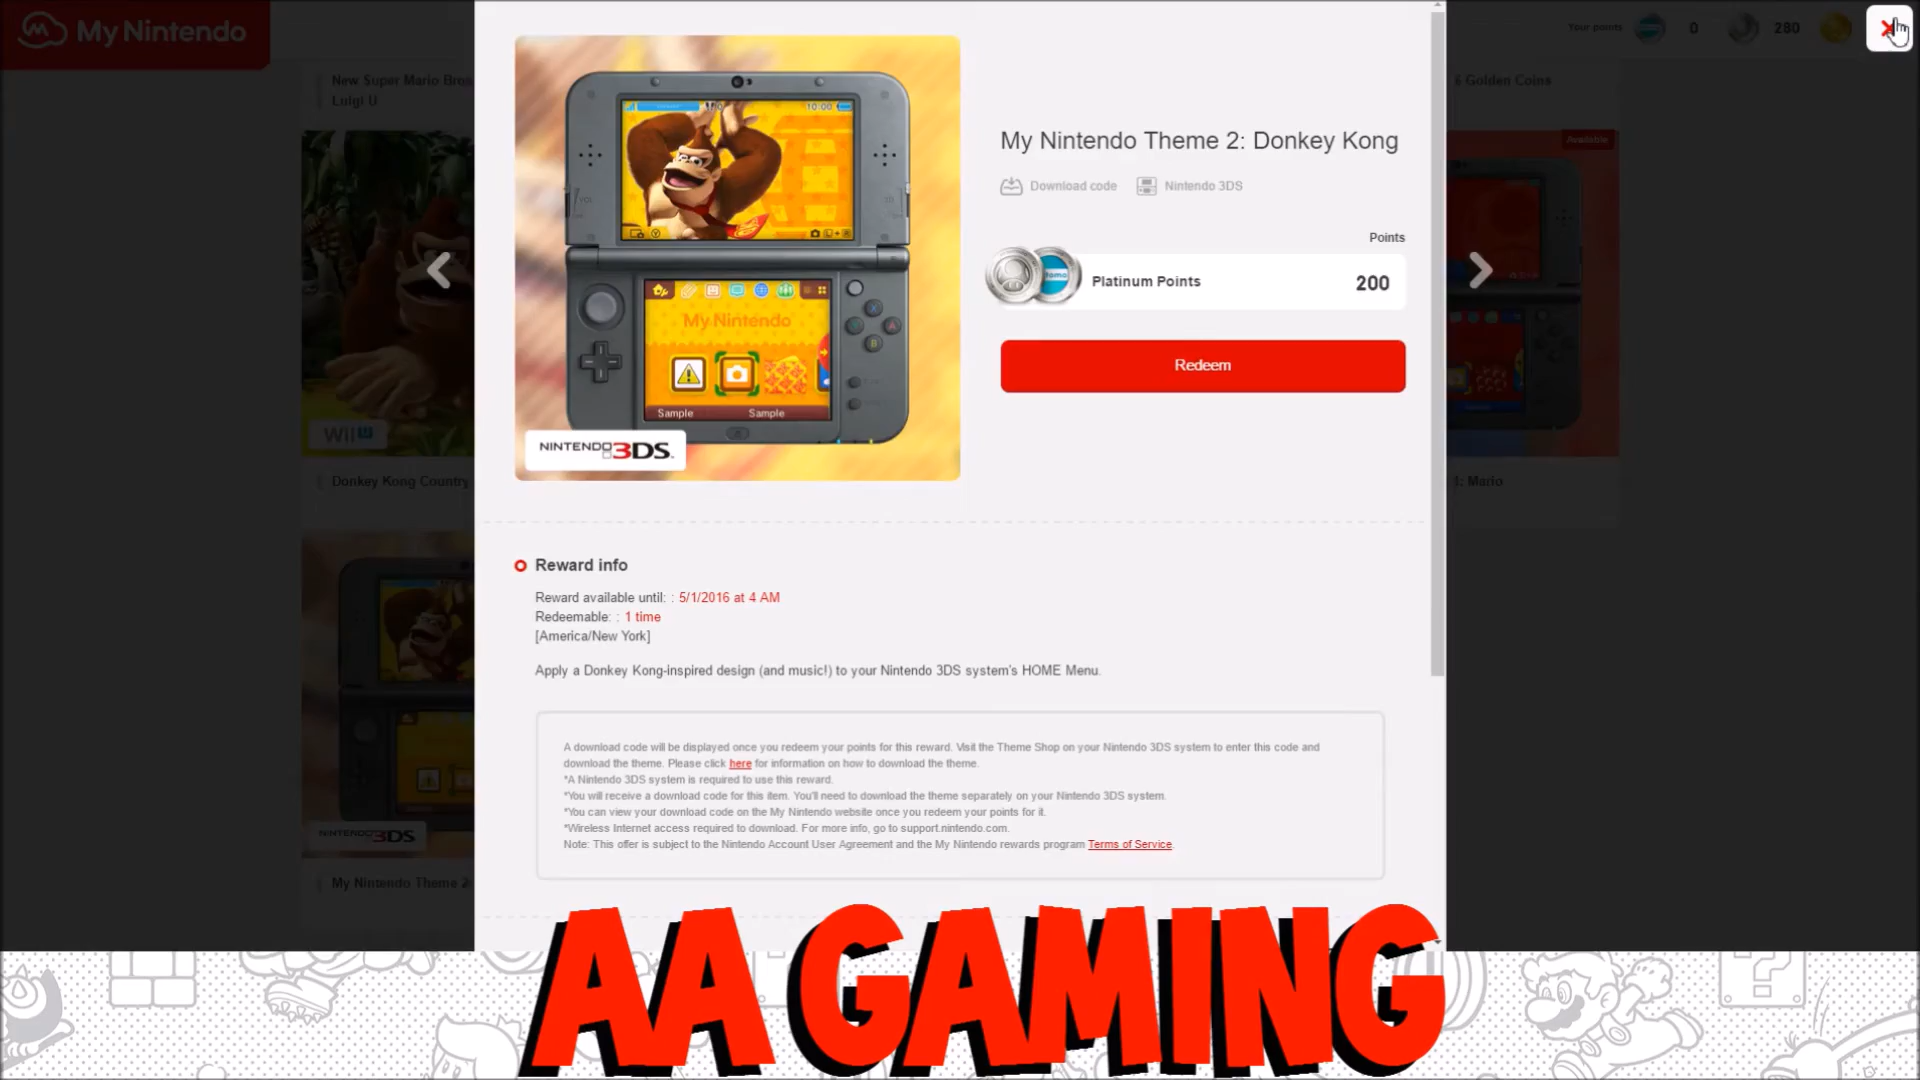 My Nintendo
Your points 0 280
New Super Mario Bros
Luigi U
6 Golden Coins
Available
10:00
My Nintendo
Sample Sample
NINTENDO 3DS
My Nintendo Theme 2: Donkey Kong
Download code Nintendo 3DS
Points
Platinum Points 200
Redeem
Wii U
Donkey Kong Country
: Mario
Reward info
Reward available until: : 5/1/2016 at 4 AM
Redeemable: : 1 time
[America/New York]
Apply a Donkey Kong-inspired design (and music!) to your Nintendo 3DS system's HOME Menu.
A download code will be displayed once you redeem your points for this reward. Visit the Theme Shop on your Nintendo 3DS system to enter this code and
download the theme. Please click here for information on how to download the theme.
*A Nintendo 3DS system is required to use this reward.
*You will receive a download code for this item. You'll need to download the theme separately on your Nintendo 3DS system.
*You can view your download code on the My Nintendo website once you redeem your points for it.
*Wireless Internet access required to download. For more info, go to support.nintendo.com.
Note: This offer is subject to the Nintendo Account User Agreement and the My Nintendo rewards program Terms of Service.
NINTENDO 3DS
My Nintendo Theme 2
AA GAMING